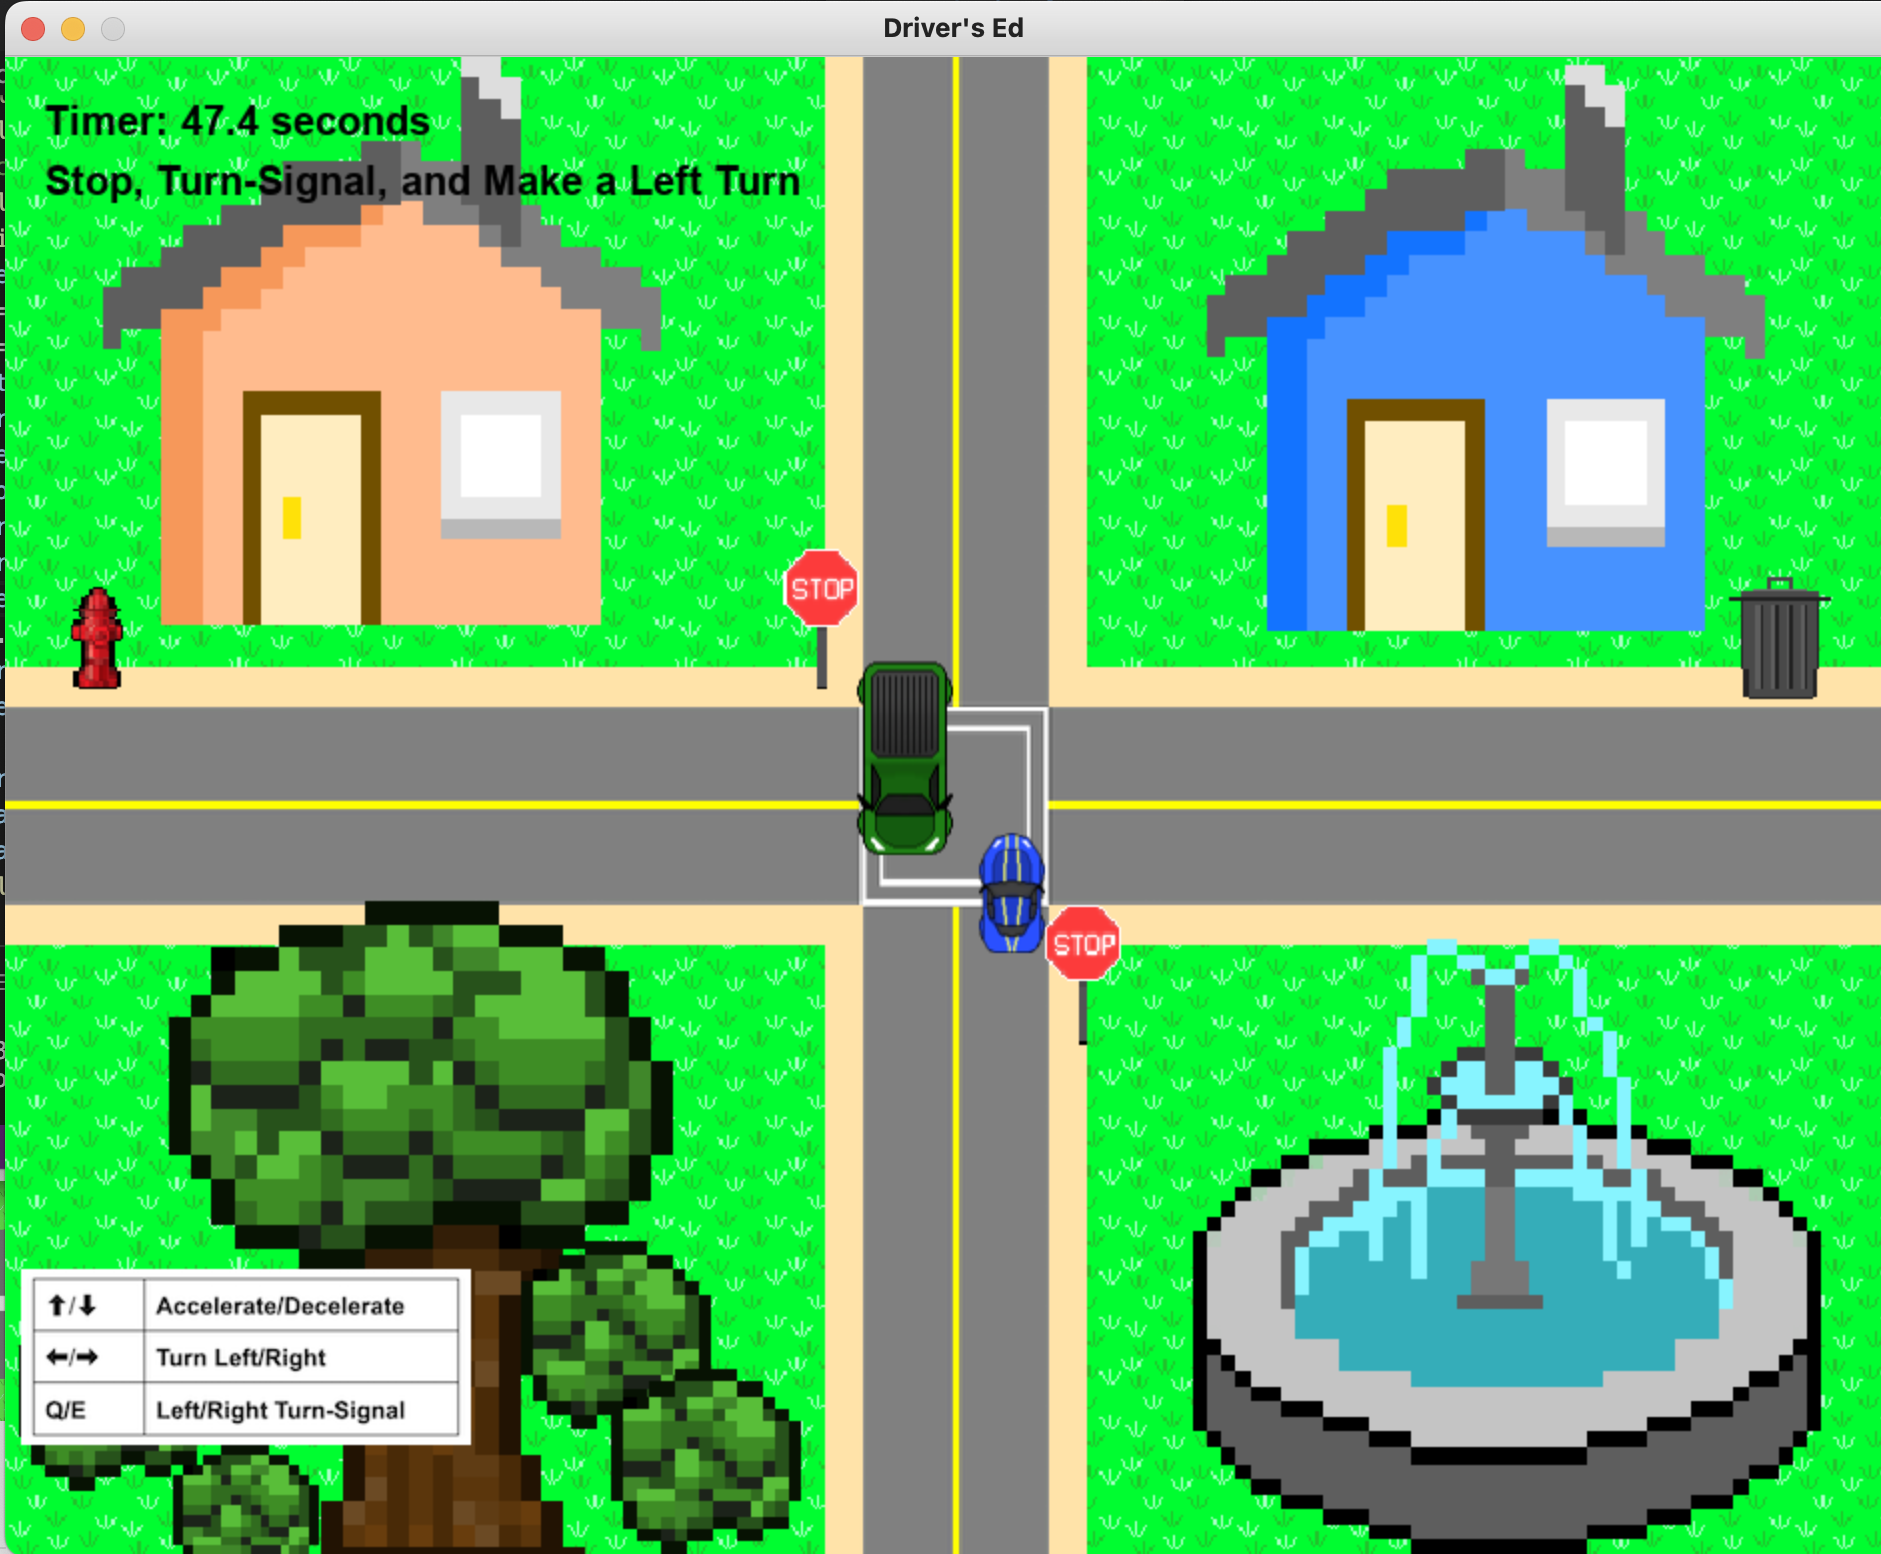 Driver's Ed
Timer: 47.4 seconds
Stop, Turn-Signal, and Make a Left Turn
STOP
STOP
↑/↓ Accelerate/Decelerate
←/→ Turn Left/Right
Q/E Left/Right Turn-Signal